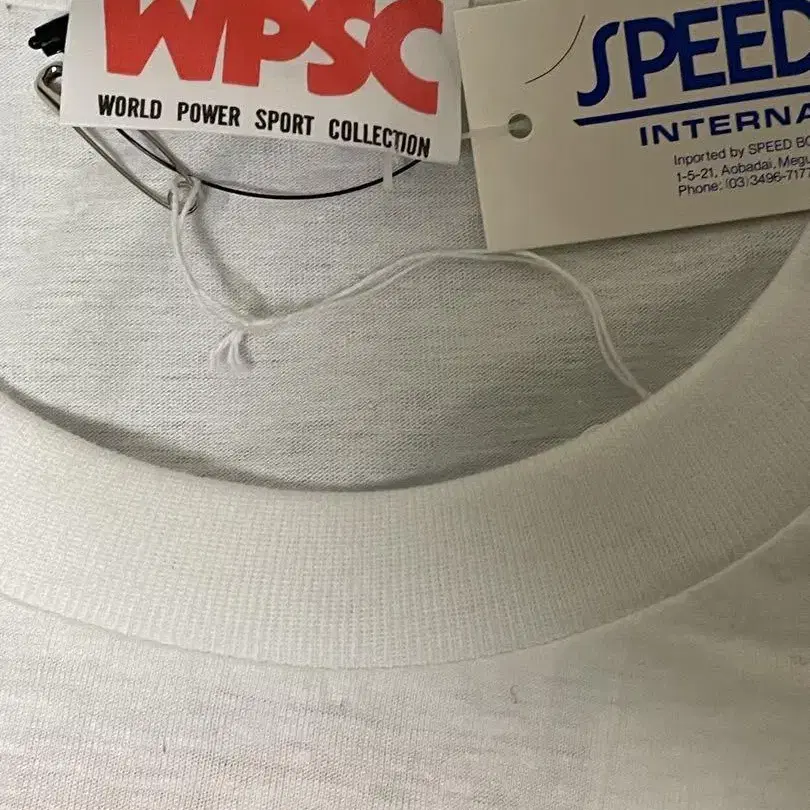 WPSC
WORLD POWER SPORT COLLECTION
SPEED
INTERNA
Inported by SPEED BO
1-5-21, Aobadai, Megu
Phone: (03)3496-7177